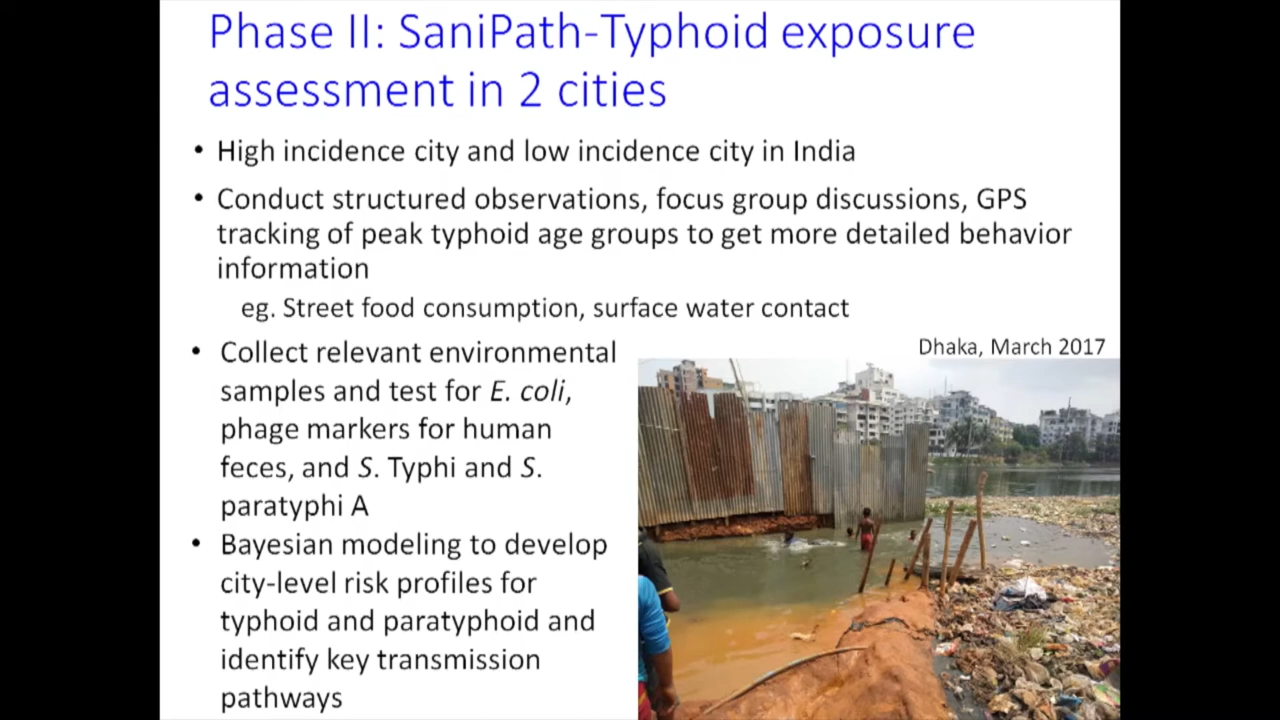 Phase II: SaniPath-Typhoid exposure
assessment in 2 cities
• High incidence city and low incidence city in India
• Conduct structured observations, focus group discussions, GPS
tracking of peak typhoid age groups to get more detailed behavior
information
eg. Street food consumption, surface water contact
Dhaka, March 2017
• Collect relevant environmental
samples and test for E. coli,
phage markers for human
feces, and S. Typhi and S.
paratyphi A
• Bayesian modeling to develop
city-level risk profiles for
typhoid and paratyphoid and
identify key transmission
pathways